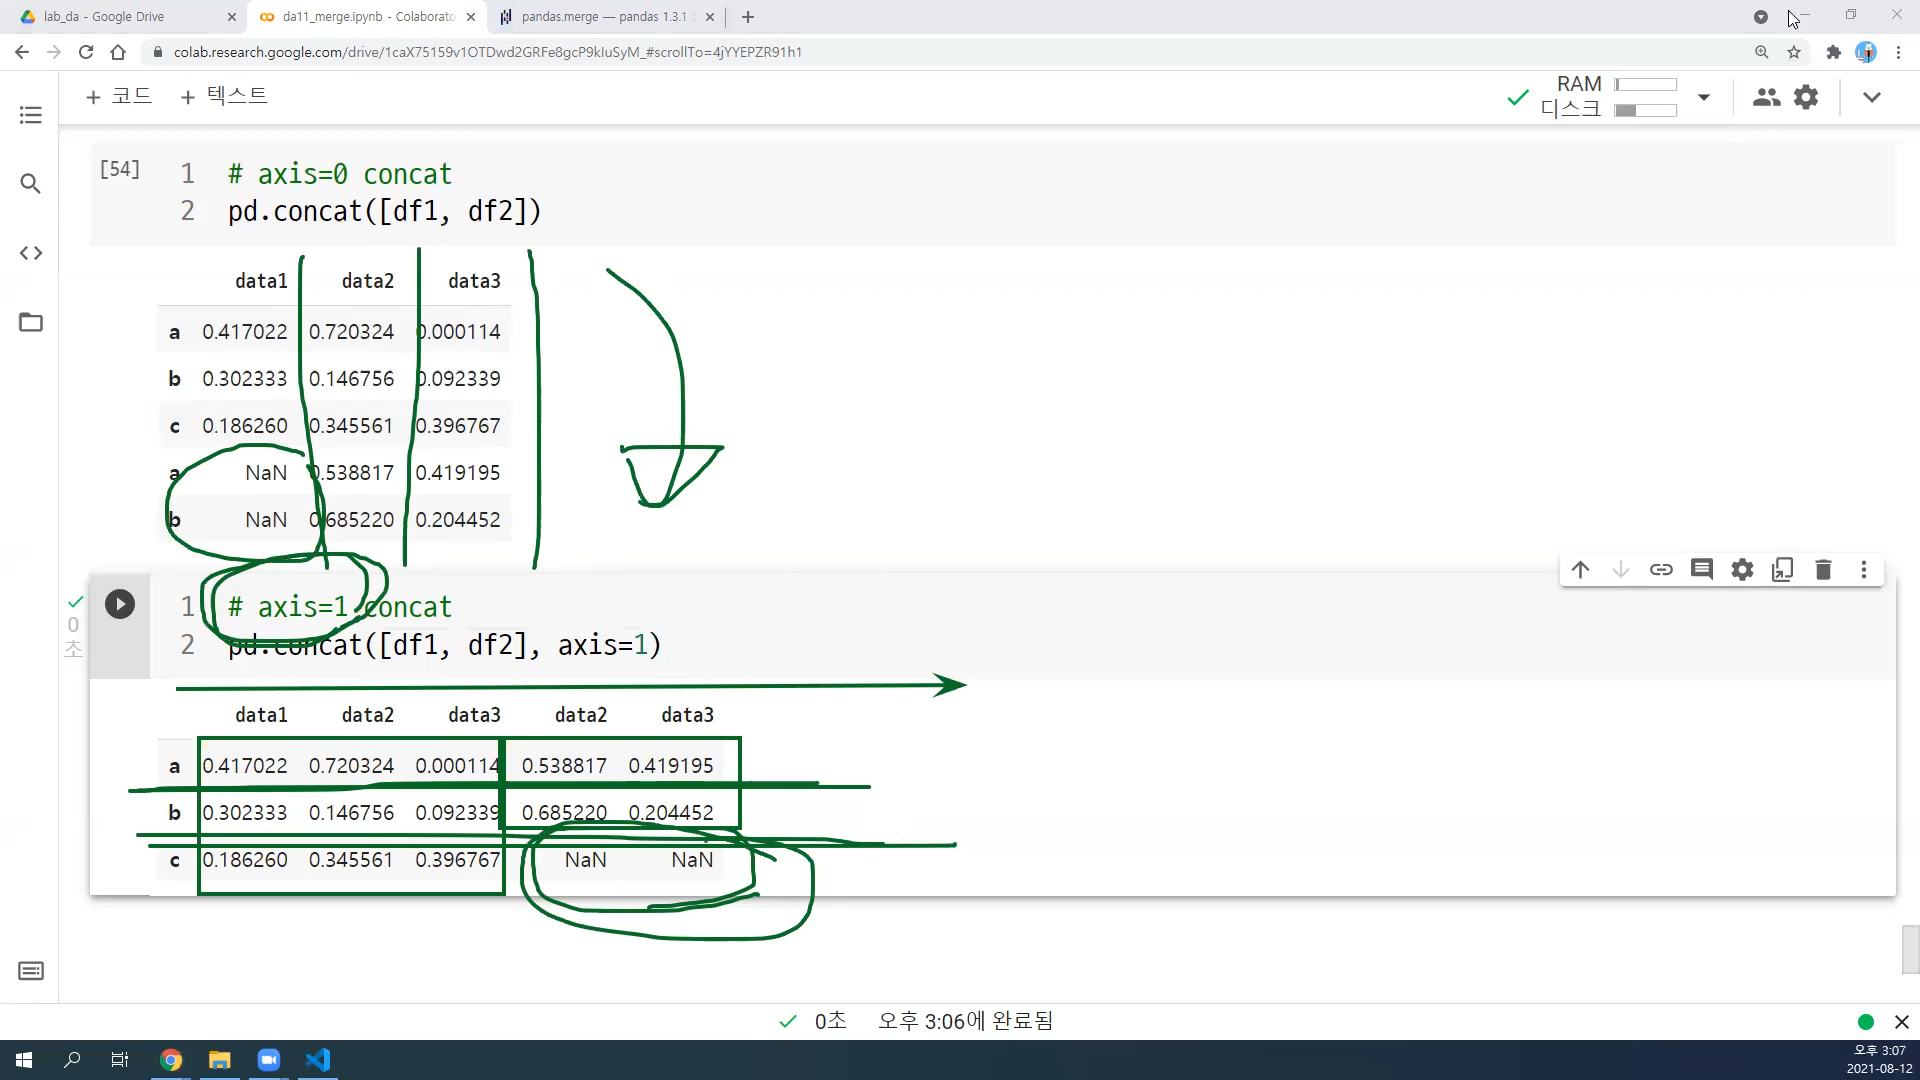 lab_da - Google Drive
da11_merge.ipynb - Colaborato
pandas.merge — pandas 1.3.1
colab.research.google.com/drive/1caX75159v1OTDwd2GRFe8gcP9kIuSyM_#scrollTo=4jYYEPZR91h1
+ 코드 + 텍스트
RAM
디스크
[54]
1 # axis=0 concat
2 pd.concat([df1, df2])
data1 data2 data3
a 0.417022 0.720324 0.000114
b 0.302333 0.146756 0.092339
c 0.186260 0.345561 0.396767
a NaN 0.538817 0.419195
b NaN 0.685220 0.204452
0
초
1 # axis=1 concat
2 pd.concat([df1, df2], axis=1)
data1 data2 data3 data2 data3
a 0.417022 0.720324 0.000114 0.538817 0.419195
b 0.302333 0.146756 0.092339 0.685220 0.204452
c 0.186260 0.345561 0.396767 NaN NaN
0초 오후 3:06에 완료됨
오후 3:07
2021-08-12